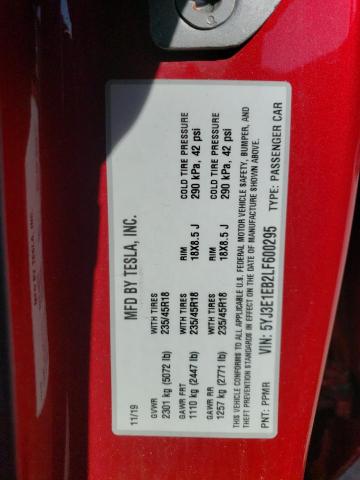 MFD BY TESLA, INC.
11/19
GVWR WITH TIRES RIM COLD TIRE PRESSURE
2301 kg (5072 lb) 235/45R18 18X8.5 J 290 kPa, 42 psi
GAWR FRT WITH TIRES RIM COLD TIRE PRESSURE
1110 kg (2447 lb) 235/45R18 18X8.5 J 290 kPa, 42 psi
GAWR RR
1257 kg (2771 lb) 235/45R18
THIS VEHICLE CONFORMS TO ALL APPLICABLE U.S. FEDERAL MOTOR VEHICLE SAFETY, BUMPER, AND
THEFT PREVENTION STANDARDS IN EFFECT ON THE DATE OF MANUFACTURE SHOWN ABOVE.
VIN: 5YJ3E1EB2LF600295 TYPE: PASSENGER CAR
PNT: PPMR